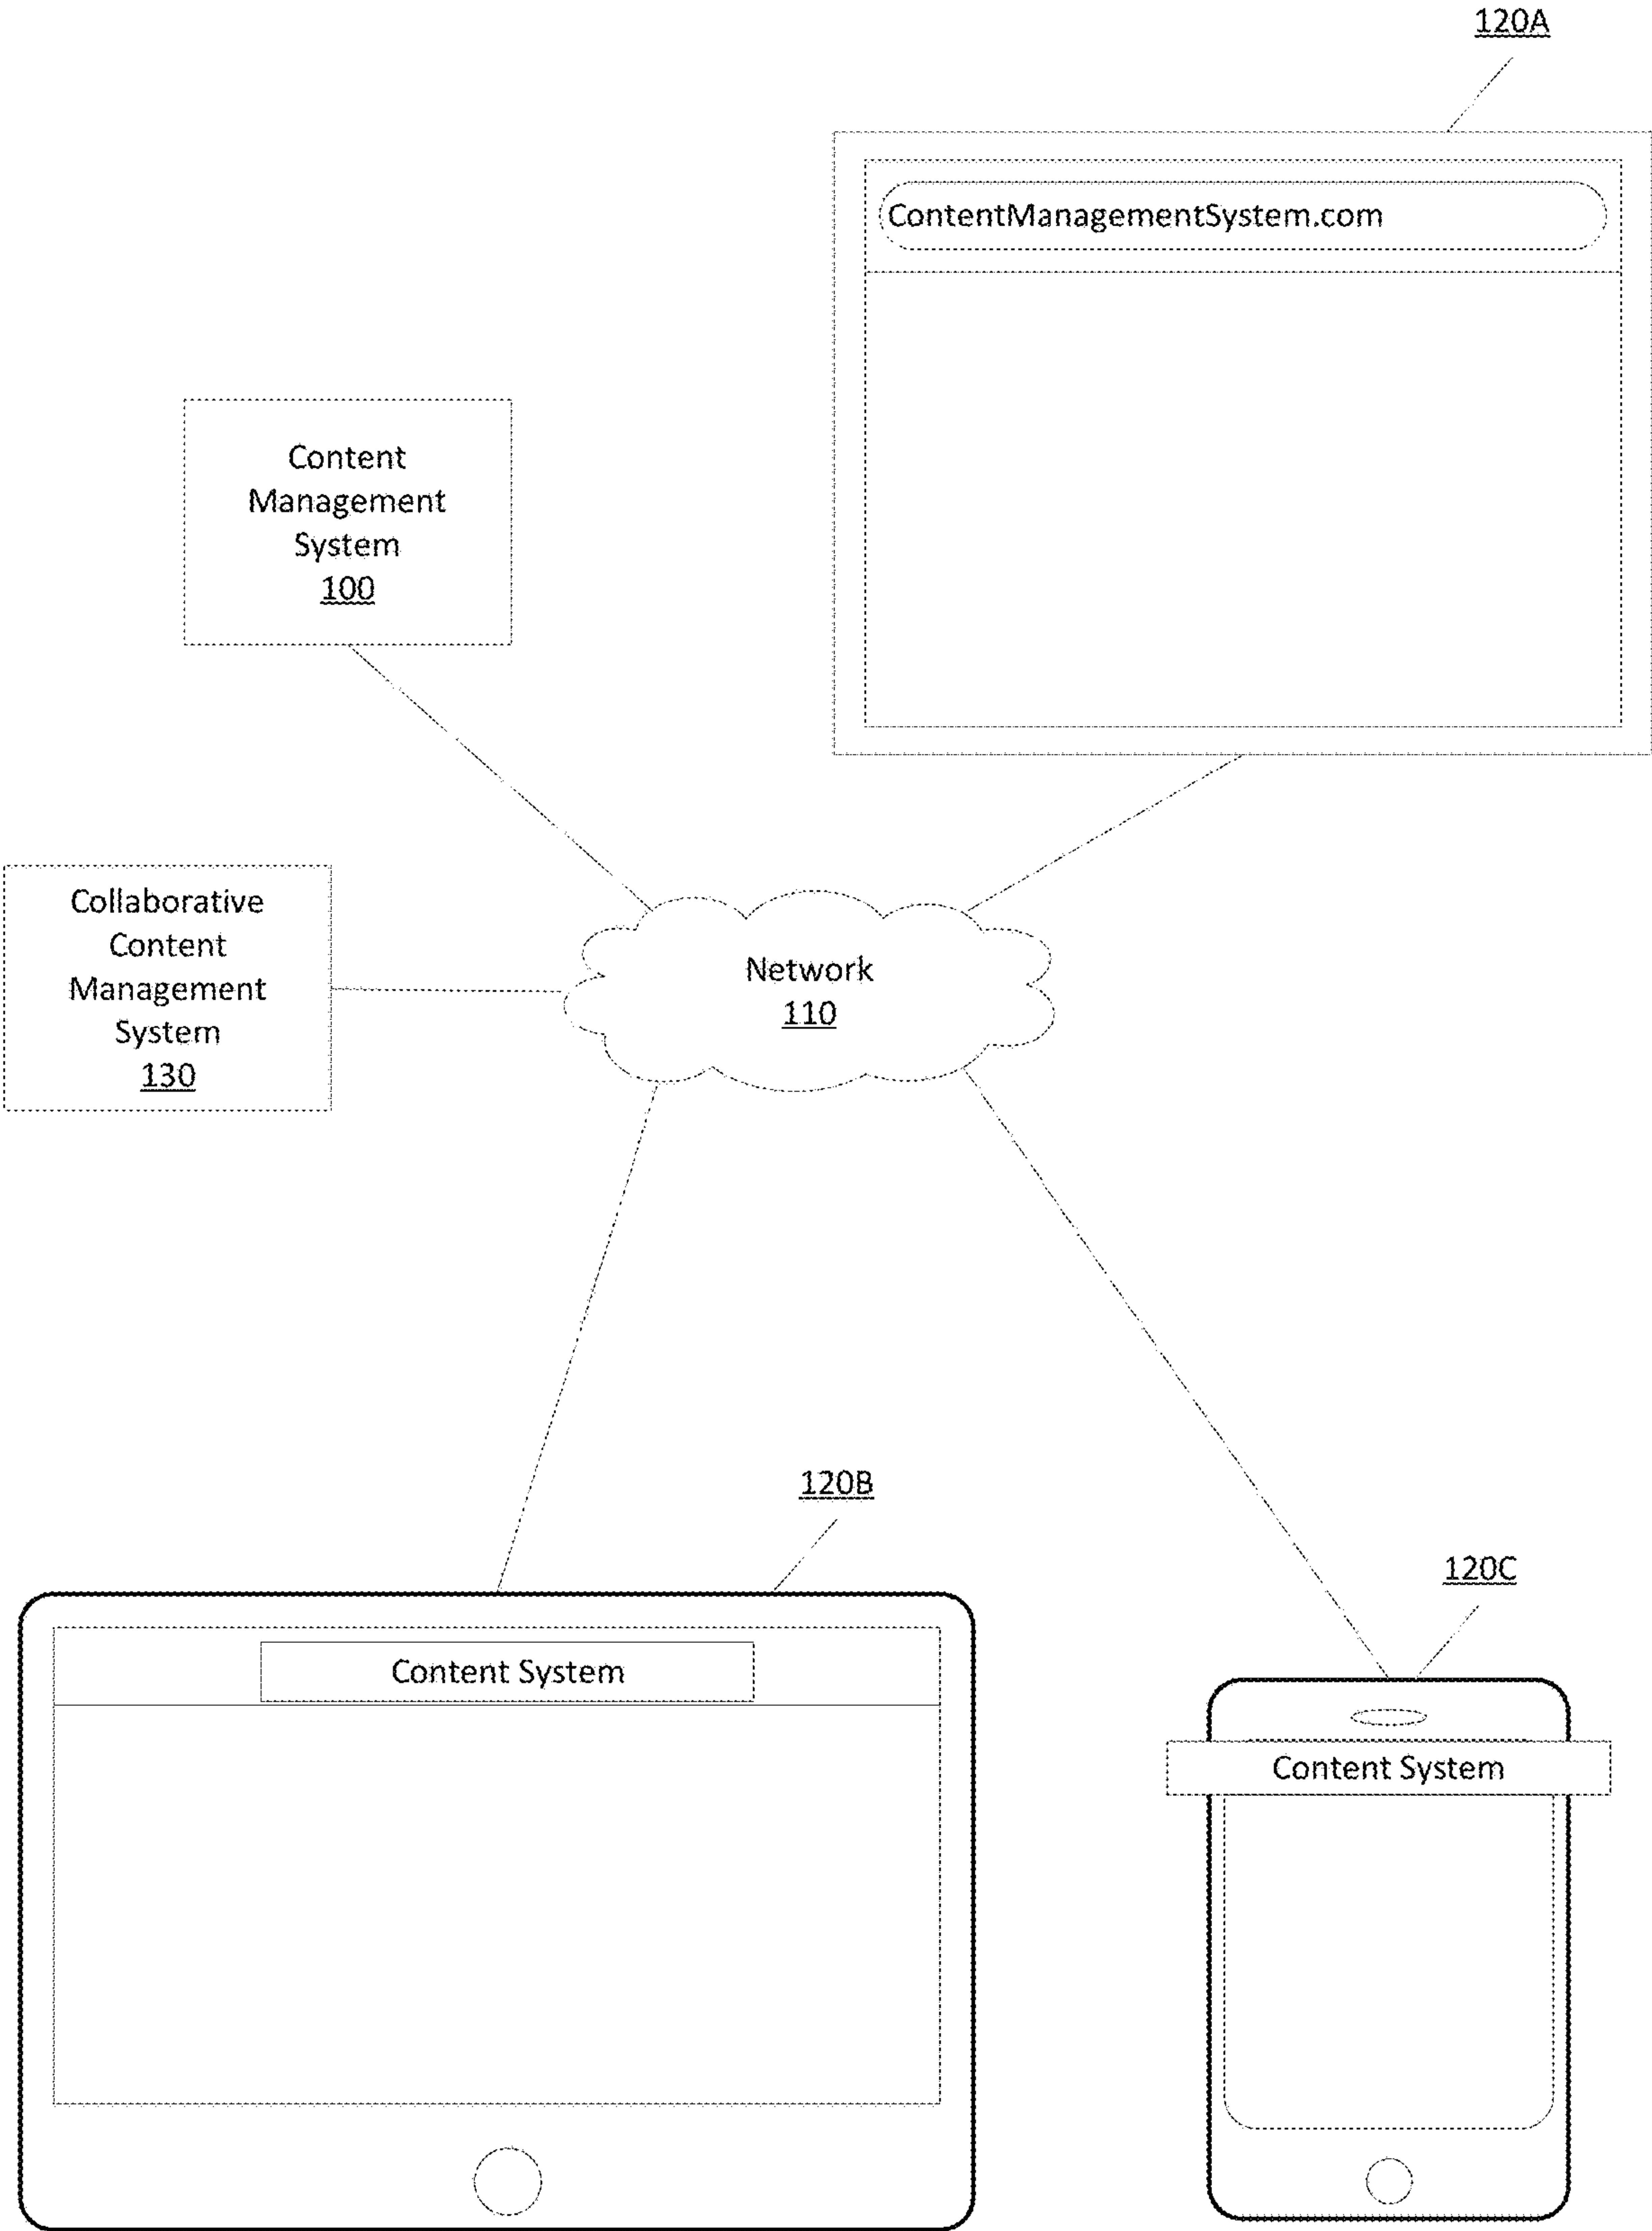 120A
ContentManagementSystem.com
Content
Management
System
100
Collaborative
Content
Management
System
130
Network
110
120B
120C
Content System
Content System